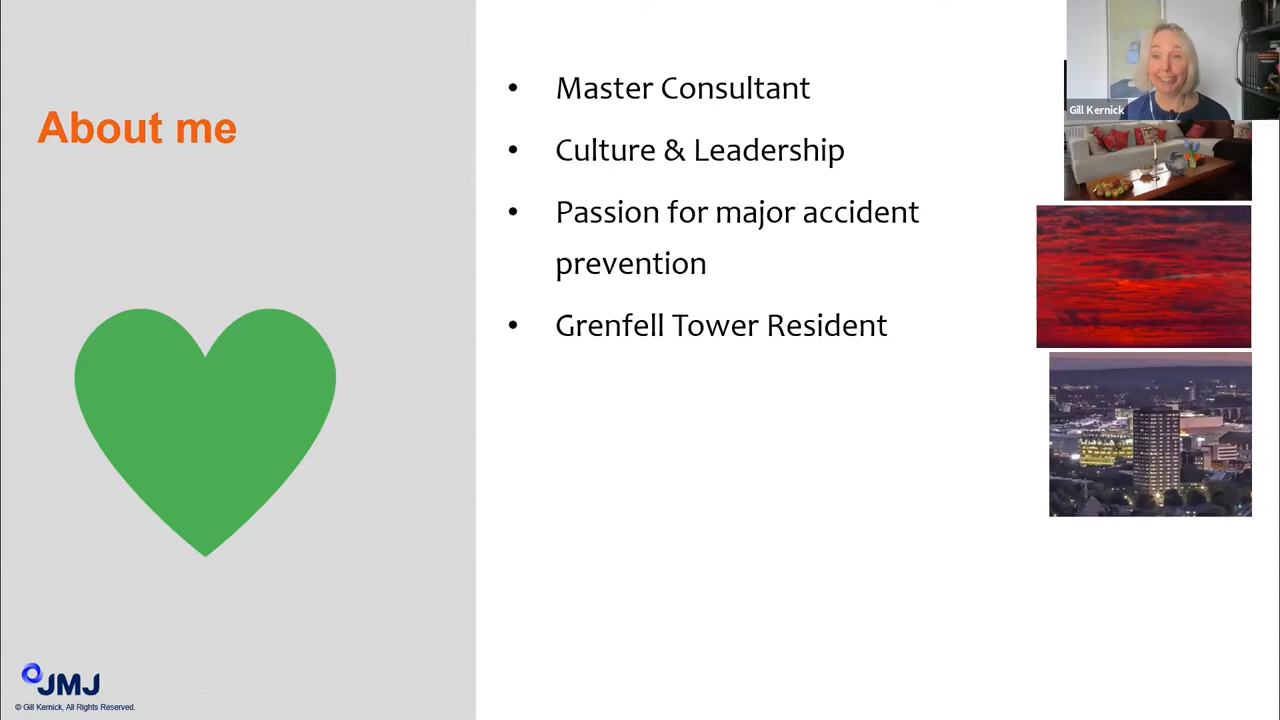 About me
• Master Consultant
• Culture & Leadership
• Passion for major accident
prevention
• Grenfell Tower Resident
Gill Kernick
JMJ
© Gill Kernick, All Rights Reserved.